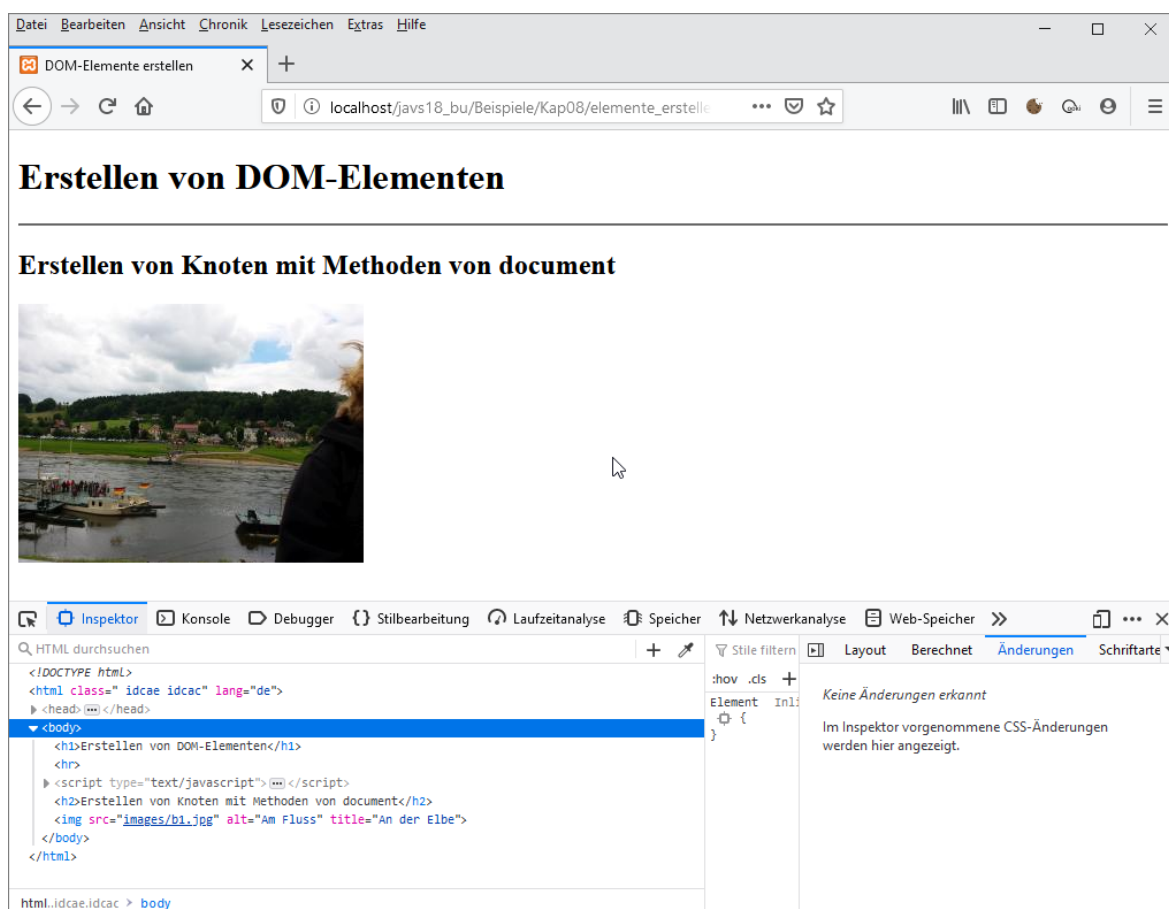 Datei Bearbeiten Ansicht Chronik Lesezeichen Extras Hilfe
DOM-Elemente erstellen
localhost/javs18_bu/Beispiele/Kap08/elemente_erstelle
Erstellen von DOM-Elementen
Erstellen von Knoten mit Methoden von document
Inspektor Konsole Debugger Stilbearbeitung Laufzeitanalyse Speicher Netzwerkanalyse Web-Speicher
HTML durchsuchen
Stile filtern Layout Berechnet Änderungen Schriftarte
:hov .cls +
<!DOCTYPE html>
<html class=" idcae idcac" lang="de">
<head> ••• </head>
<body>
<h1>Erstellen von DOM-Elementen</h1>
<hr>
<script type="text/javascript"> ••• </script>
<h2>Erstellen von Knoten mit Methoden von document</h2>
<img src="images/b1.jpg" alt="Am Fluss" title="An der Elbe">
</body>
</html>
html..idcae.idcac > body
Element Inli
{
}
Keine Änderungen erkannt
Im Inspektor vorgenommene CSS-Änderungen
werden hier angezeigt.